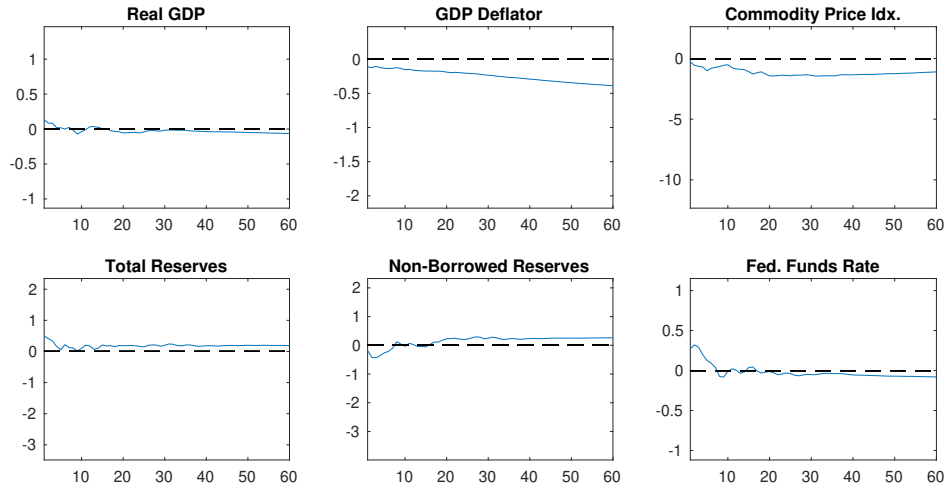 Real GDP
1
0.5
0
-0.5
-1
10 20 30 40 50 60
GDP Deflator
0
-0.5
-1
-1.5
-2
10 20 30 40 50 60
Commodity Price Idx.
0
-5
-10
10 20 30 40 50 60
Total Reserves
2
1
0
-1
-2
-3
10 20 30 40 50 60
Non-Borrowed Reserves
2
1
0
-1
-2
-3
10 20 30 40 50 60
Fed. Funds Rate
1
0.5
0
-0.5
-1
10 20 30 40 50 60